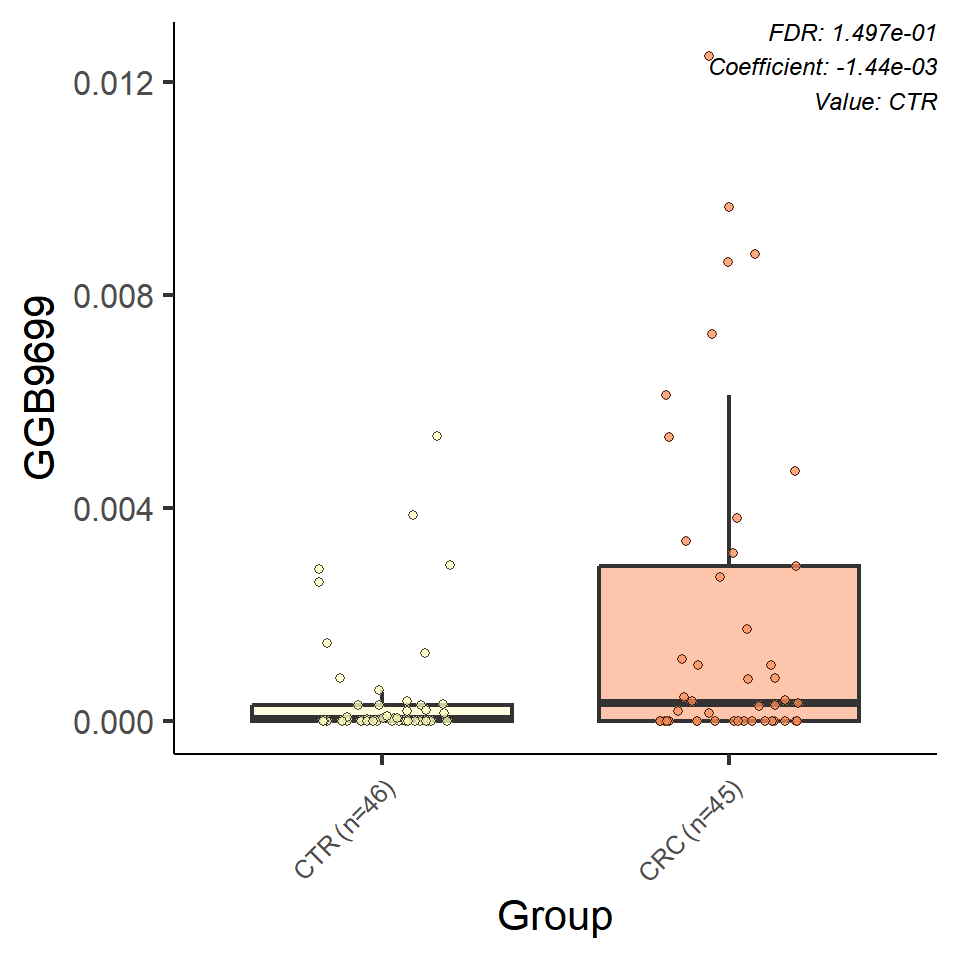 FDR: 1.497e-01
Coefficient: -1.44e-03
Value: CTR
0.012
0.008
0.004
0.000
GGB9699
CTR (n=46)
CRC (n=45)
Group